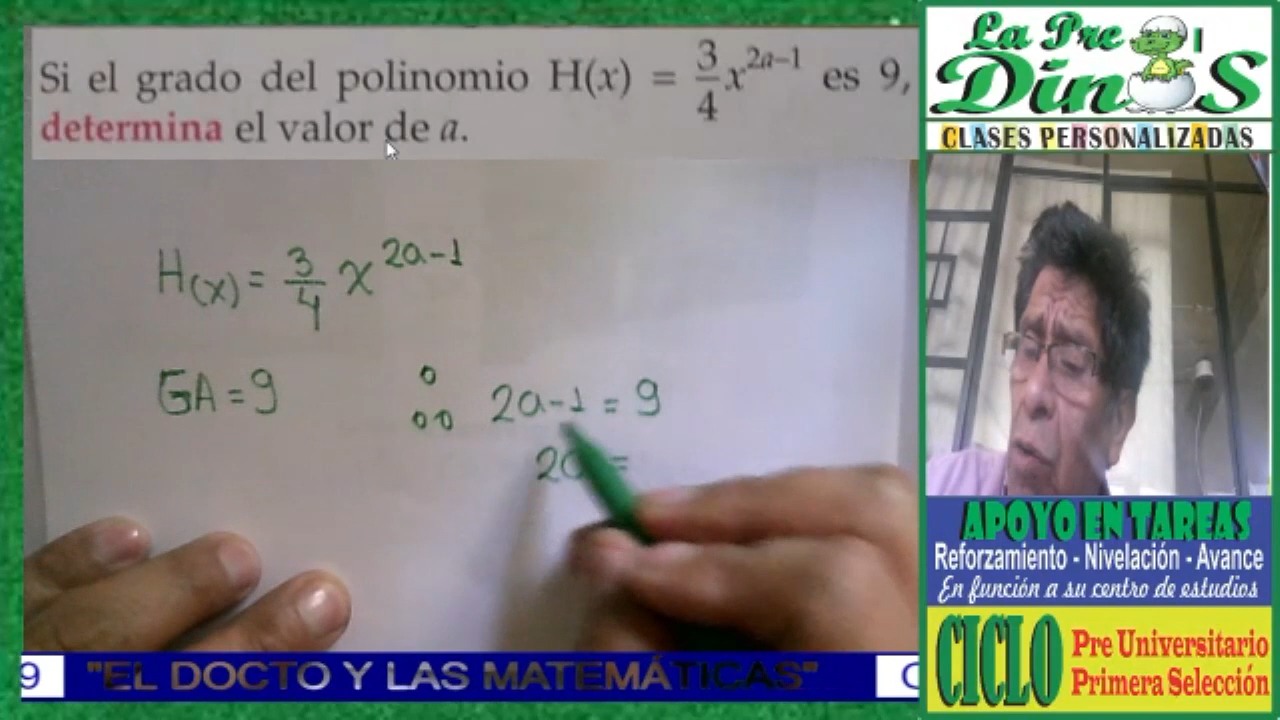 Si el grado del polinomio H(x) = 3/4 x^{2a-1} es 9,
determina el valor de a.
H(x) = 3/4 x^{2a-1}
GA = 9
2a-1 = 9
2a =
9 "EL DOCTO Y LAS MATEMÁTICAS"
La Pre
DinoS
CLASES PERSONALIZADAS
APOYO EN TAREAS
Reforzamiento - Nivelación - Avance
En función a su centro de estudios
CICLO
Pre Universitario
Primera Selección